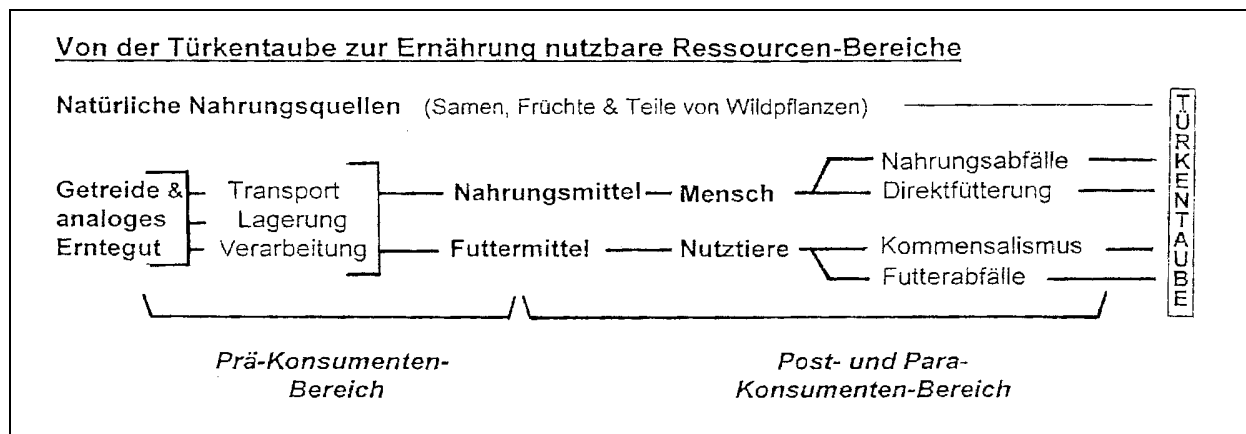 Von der Türkentaube zur Ernährung nutzbare Ressourcen-Bereiche
Natürliche Nahrungsquellen (Samen, Früchte & Teile von Wildpflanzen)
Getreide & analoges Erntegut
Transport
Lagerung
Verarbeitung
Nahrungsmittel
Futtermittel
Mensch
Nutztiere
Nahrungsabfälle
Direktfütterung
Kommensalismus
Futterabfälle
TÜRKENTAUBE
Prä-Konsumenten-
Bereich
Post- und Para-
Konsumenten-Bereich